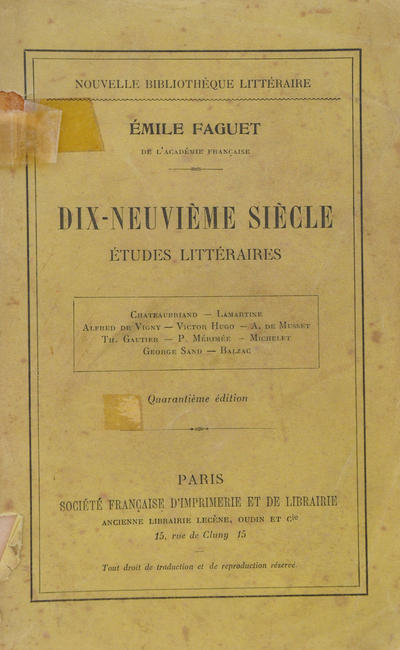 NOUVELLE BIBLIOTHÈQUE LITTÉRAIRE
ÉMILE FAGUET
DE L'ACADÉMIE FRANÇAISE
DIX-NEUVIÈME SIÈCLE
ÉTUDES LITTÉRAIRES
CHATEAUBRIAND — LAMARTINE
ALFRED DE VIGNY — VICTOR HUGO — A. DE MUSSET
TH. GAUTIER — P. MÉRIMÉE — MICHELET
GEORGE SAND — BALZAC
Quarantième édition
PARIS
SOCIÉTÉ FRANÇAISE D'IMPRIMERIE ET DE LIBRAIRIE
ANCIENNE LIBRAIRIE LECÈNE, OUDIN ET Cie
15, rue de Cluny 15
Tout droit de traduction et de reproduction réservé.